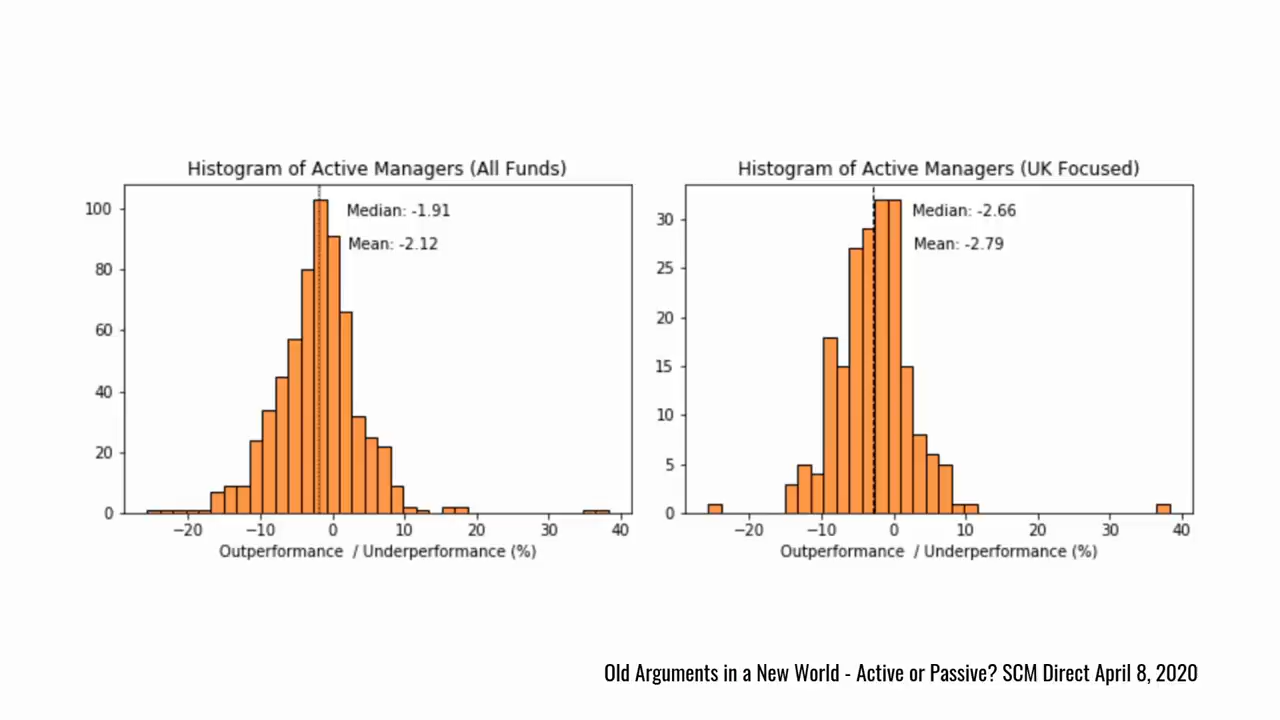 Histogram of Active Managers (All Funds)
100
80
60
40
20
0
Median: -1.91
Mean: -2.12
−20 −10 0 10 20 30 40
Outperformance / Underperformance (%)
Histogram of Active Managers (UK Focused)
30
25
20
15
10
5
0
Median: -2.66
Mean: -2.79
−20 −10 0 10 20 30 40
Outperformance / Underperformance (%)
Old Arguments in a New World - Active or Passive? SCM Direct April 8, 2020